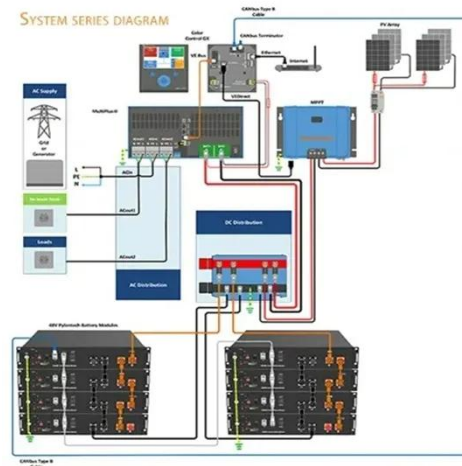 SYSTEM SERIES DIAGRAM
CANbus Type B
Cable
PV Array
Color
Control GX
CANbus Terminator
VE Bus
Ethernet
Internet
AC Supply
VE Direct
MultiPlus-II
MPPT
Grid
or
Generator
L
PE
N
ACin
ACout1
Loads
ACout2
DC Distribution
AC Distribution
48V Pylontech Battery Modules
CANbus Type B